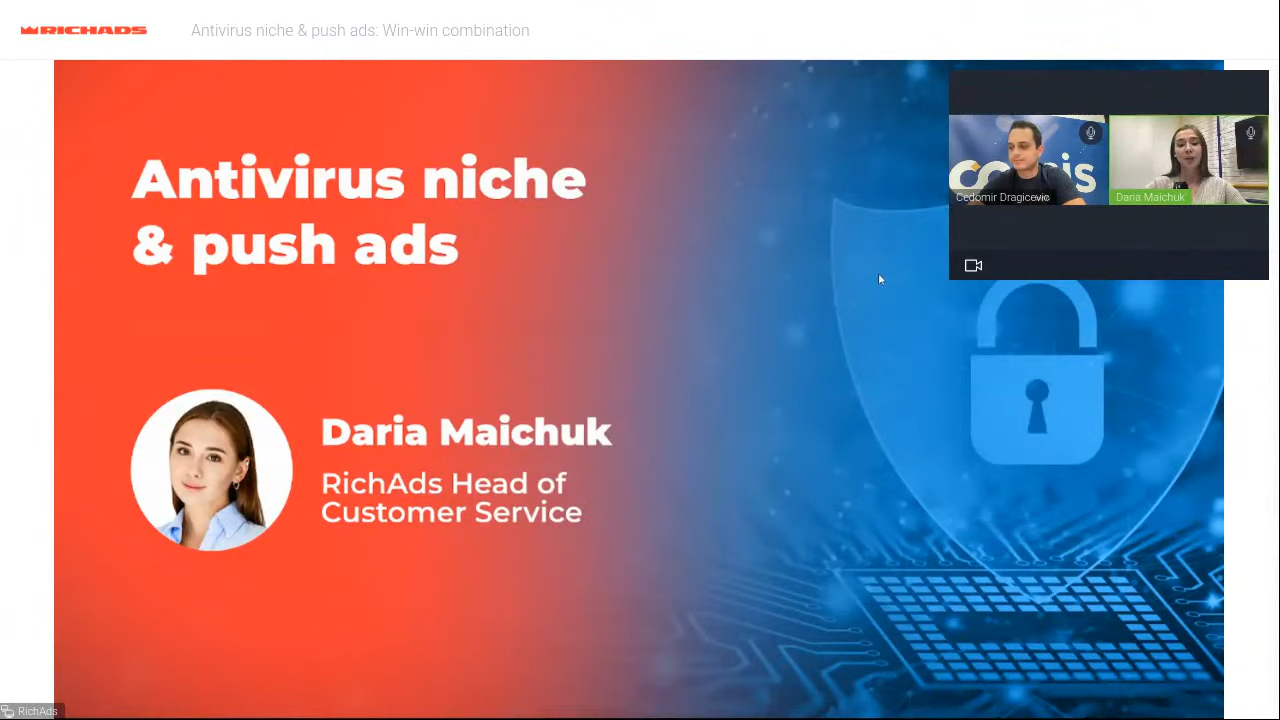 RICHADS
Antivirus niche & push ads: Win-win combination
Antivirus niche
& push ads
Cedomir Dragicevic
Daria Maichuk
Daria Maichuk
RichAds Head of
Customer Service
RichAds